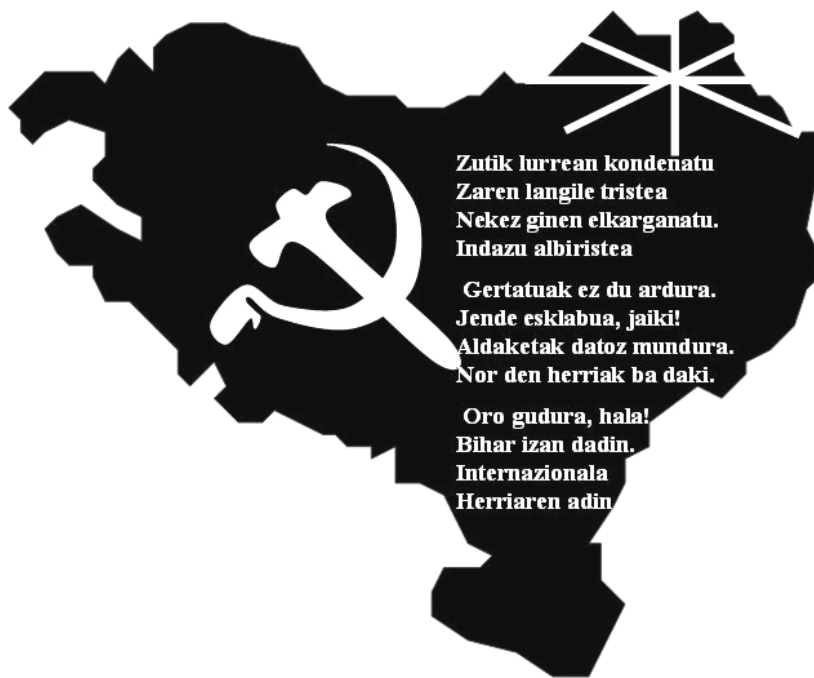 Zutik lurrean kondenatu
Zaren langile tristea
Nekez ginen elkarganatu.
Indazu albiristea
Gertatuak ez du ardura.
Jende esklabua, jaiki!
Aldaketak datoz mundura.
Nor den herriak ba daki.
Oro gudura, hala!
Bihar izan dadin.
Internazionala
Herriaren adin